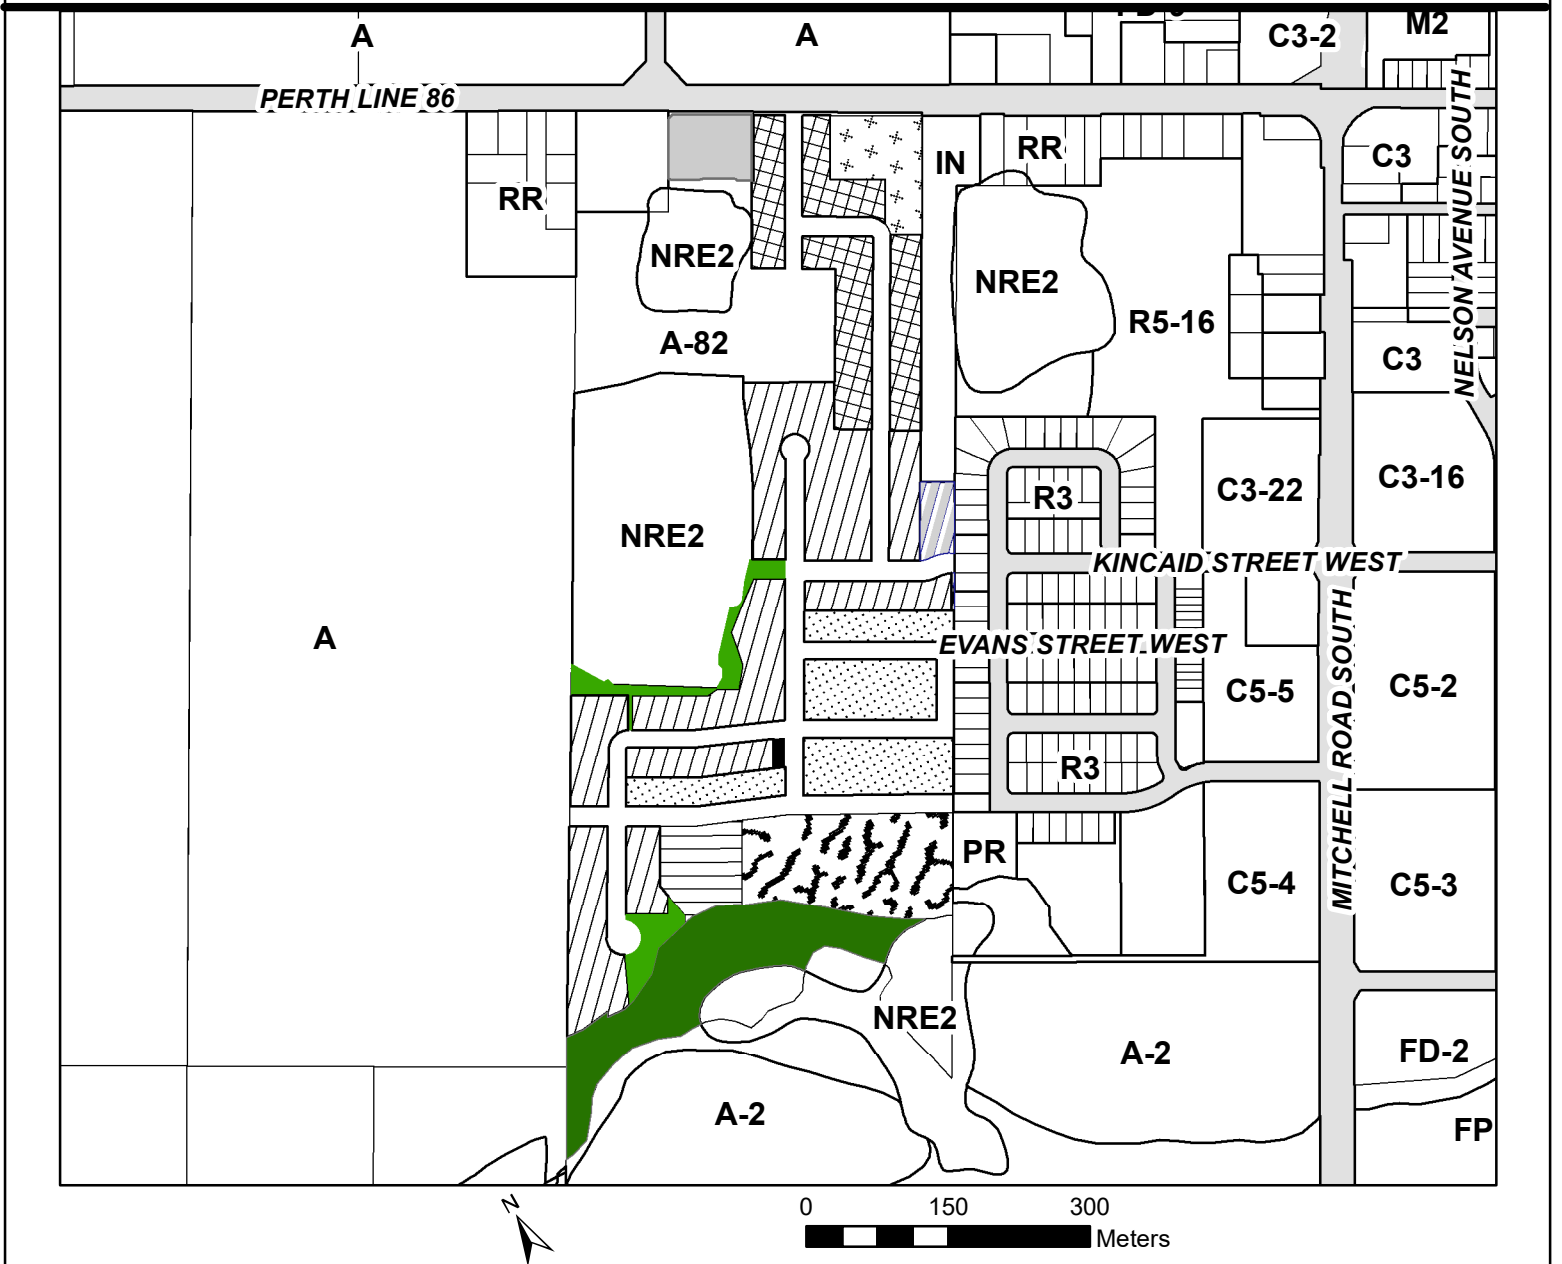 A
A
C3-2
M2
PERTH LINE 86
NELSON AVENUE SOUTH
RR
IN
RR
C3
NRE2
NRE2
A-82
R5-16
C3
NRE2
R3
C3-22
C3-16
KINCAID STREET WEST
A
EVANS STREET WEST
MITCHELL ROAD SOUTH
C5-5
C5-2
R3
PR
C5-4
C5-3
NRE2
A-2
FD-2
A-2
FP
N
0 150 300
Meters